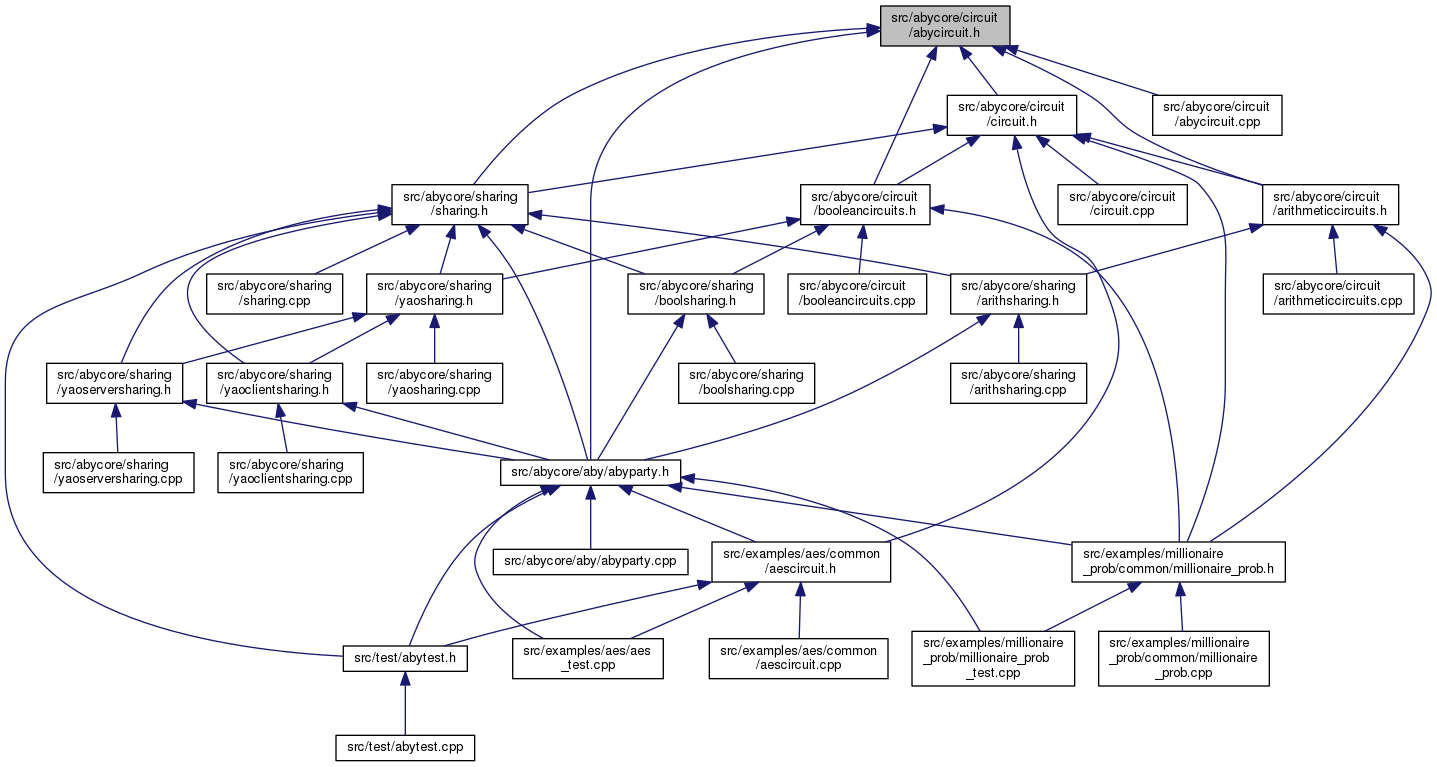 src/abycore/circuit
/abycircuit.h
src/abycore/circuit
/circuit.h
src/abycore/circuit
/abycircuit.cpp
src/abycore/sharing
/sharing.h
src/abycore/circuit
/booleancircuits.h
src/abycore/circuit
/circuit.cpp
src/abycore/circuit
/arithmeticcircuits.h
src/abycore/sharing
/sharing.cpp
src/abycore/sharing
/yaosharing.h
src/abycore/sharing
/boolsharing.h
src/abycore/circuit
/booleancircuits.cpp
src/abycore/sharing
/arithsharing.h
src/abycore/circuit
/arithmeticcircuits.cpp
src/abycore/sharing
/yaoserversharing.h
src/abycore/sharing
/yaoclientsharing.h
src/abycore/sharing
/yaosharing.cpp
src/abycore/sharing
/boolsharing.cpp
src/abycore/sharing
/arithsharing.cpp
src/abycore/sharing
/yaoserversharing.cpp
src/abycore/sharing
/yaoclientsharing.cpp
src/abycore/aby/abyparty.h
src/abycore/aby/abyparty.cpp
src/examples/aes/common
/aescircuit.h
src/examples/millionaire
_prob/common/millionaire_prob.h
src/test/abytest.h
src/examples/aes/aes
_test.cpp
src/examples/aes/common
/aescircuit.cpp
src/examples/millionaire
_prob/millionaire_prob
_test.cpp
src/examples/millionaire
_prob/common/millionaire
_prob.cpp
src/test/abytest.cpp